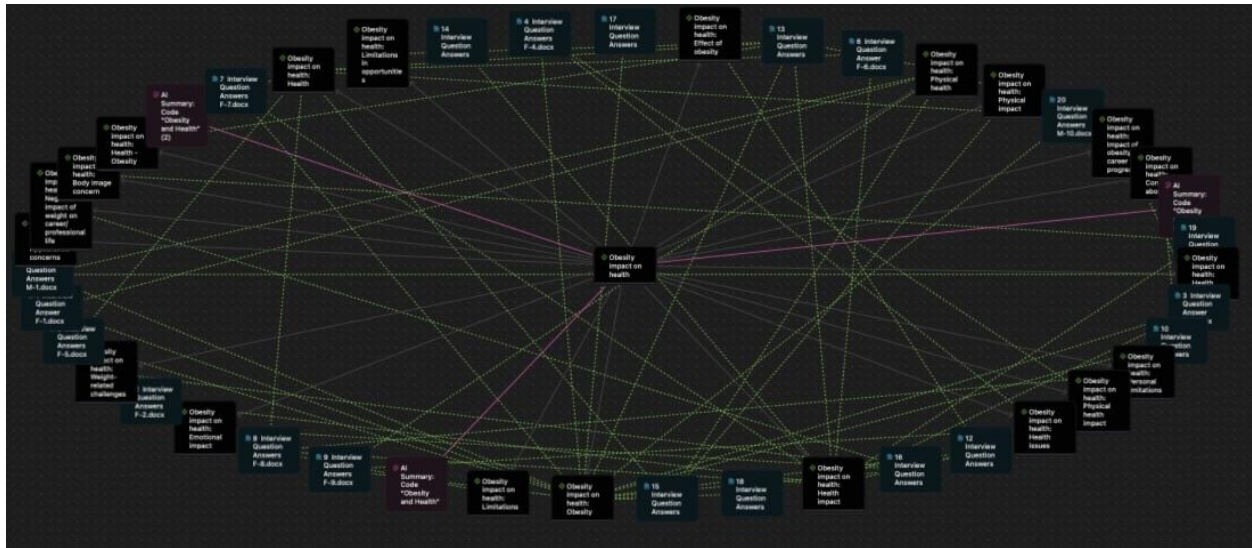 Obesity
impact on
health:
Limitations
in
opportunitie
s
14
Interview
Question
Answers
4 Interview
Question
Answers
F-4.docx
17
Interview
Question
Answers
Obesity
impact on
health:
Effect of
obesity
13
Interview
Question
Answers
6 Interview
Question
Answer
F-6.docx
Obesity
impact on
health:
Physical
health
Obesity
impact on
health:
Physical
impact
20
Interview
Question
Answers
M-10.docx
Obesity
impact on
health:
Impact of
obesity
career
progre
Obesity
impact on
health:
Con
abo
AI
Summary:
Code
"Obesity
19
Interview
Question
Obesity
impact on
health:
Health
3 Interview
Question
Answer
x
10
Interview
Question
Answers
Obesity
impact on
health:
Personal
limitations
Obesity
impact on
health:
Physical
health
impact
Obesity
impact on
health:
Health
Issues
12
Interview
Question
Answers
16
Interview
Question
Answers
Obesity
impact on
health:
Health
impact
18
Interview
Question
Answers
15
Interview
Question
Answers
Obesity
impact on
health:
Obesity
Obesity
impact on
health:
Limitations
AI
Summary:
Code
"Obesity
and Health"
9 Interview
Question
Answers
F-9.docx
8 Interview
Question
Answers
F-8.docx
Obesity
impact on
health:
Emotional
impact
Interview
Question
Answers
F-2.docx
impact on
health:
Weight-
related
challenges
Question
Answers
F-5.docx
Question
Answer
F-1.docx
concerns
Question
Answers
M-1.docx
impact of
weight on
career/
professional
life
Obesity
impact
health:
Body image
concern
Obesity
impact on
health:
Health -
Obesity
AI
Summary:
Code
"Obesity
and Health"
(2)
7 Interview
Question
Answers
F-7.docx
Obesity
impact on
health:
Health
Obesity
impact on
health